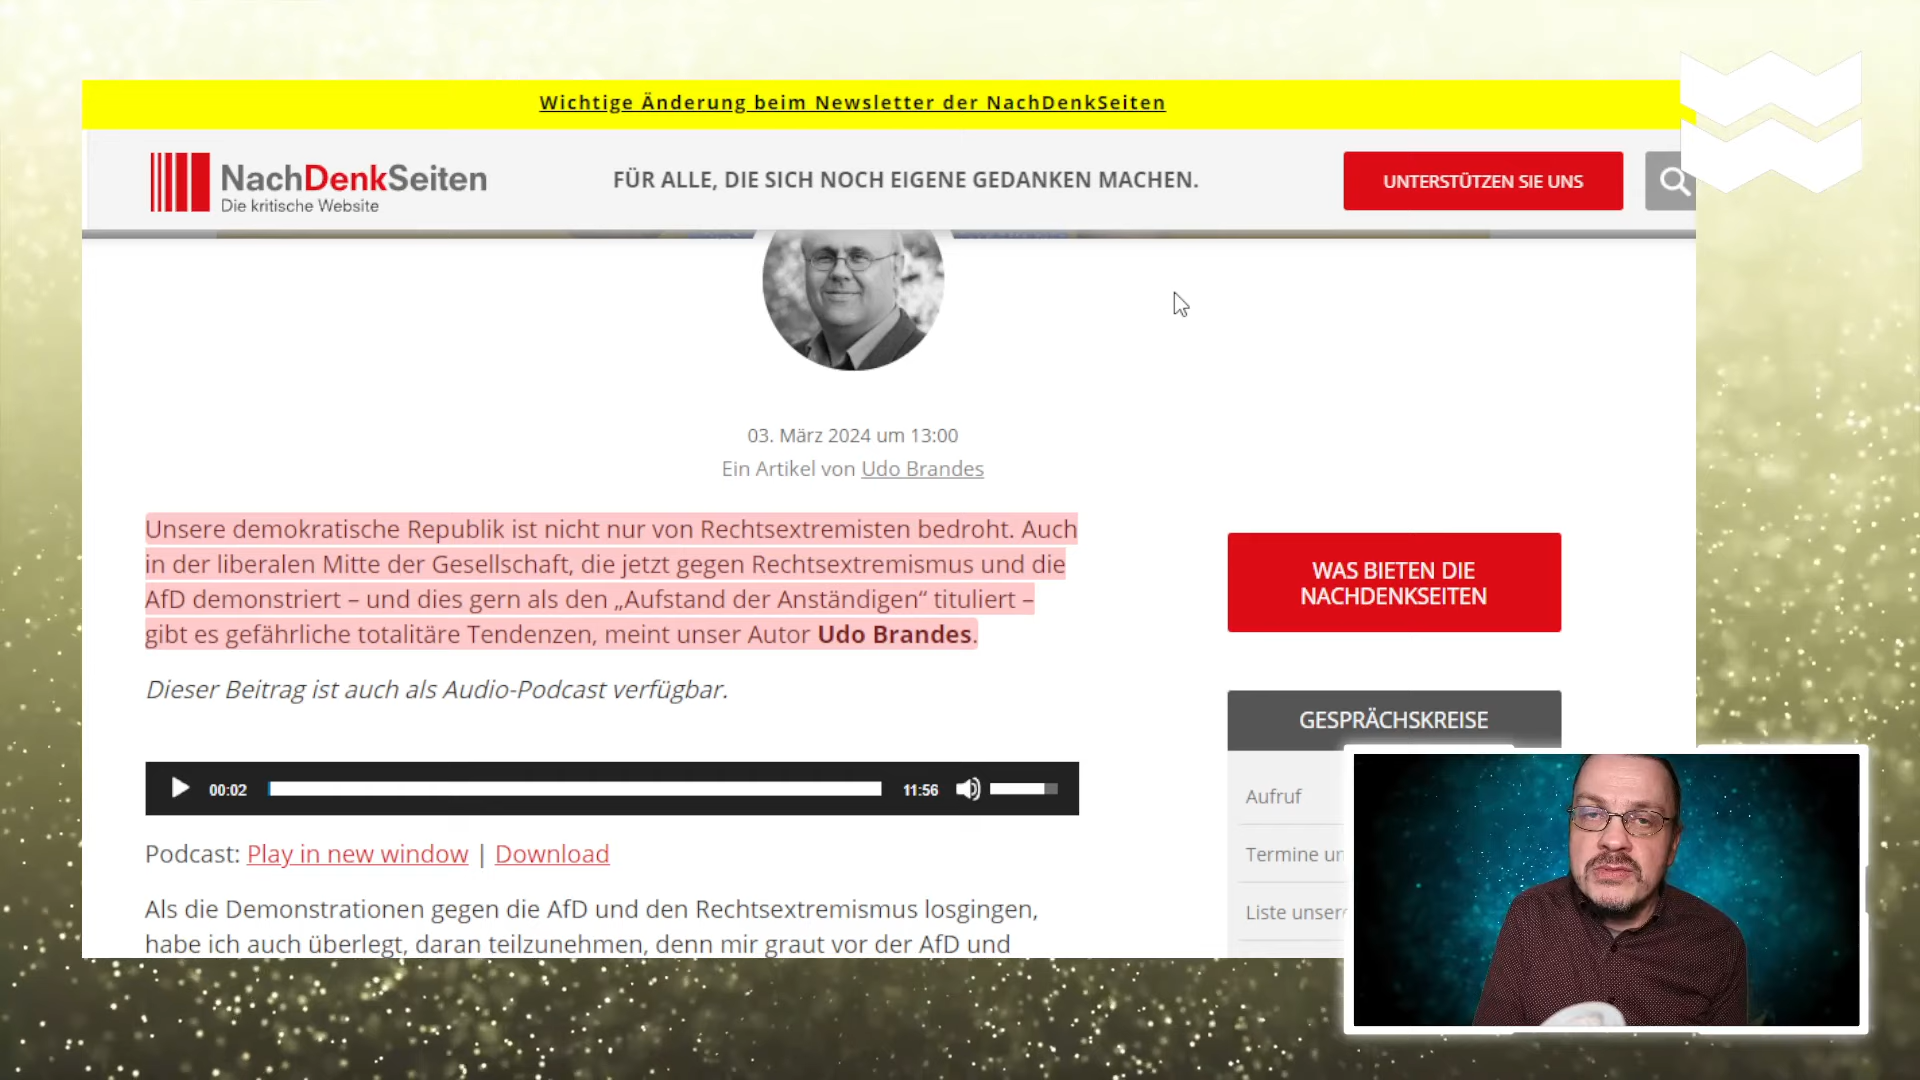 Wichtige Änderung beim Newsletter der NachDenkSeiten
NachDenkSeiten
Die kritische Website
FÜR ALLE, DIE SICH NOCH EIGENE GEDANKEN MACHEN.
UNTERSTÜTZEN SIE UNS
03. März 2024 um 13:00
Ein Artikel von Udo Brandes
Unsere demokratische Republik ist nicht nur von Rechtsextremisten bedroht. Auch
in der liberalen Mitte der Gesellschaft, die jetzt gegen Rechtsextremismus und die
AfD demonstriert – und dies gern als den „Aufstand der Anständigen“ tituliert –
gibt es gefährliche totalitäre Tendenzen, meint unser Autor Udo Brandes.
Dieser Beitrag ist auch als Audio-Podcast verfügbar.
00:02 11:56
Podcast: Play in new window | Download
Als die Demonstrationen gegen die AfD und den Rechtsextremismus losgingen,
habe ich auch überlegt, daran teilzunehmen, denn mir graut vor der AfD und
WAS BIETEN DIE
NACHDENKSEITEN
GESPRÄCHSKREISE
Aufruf
Termine
Liste